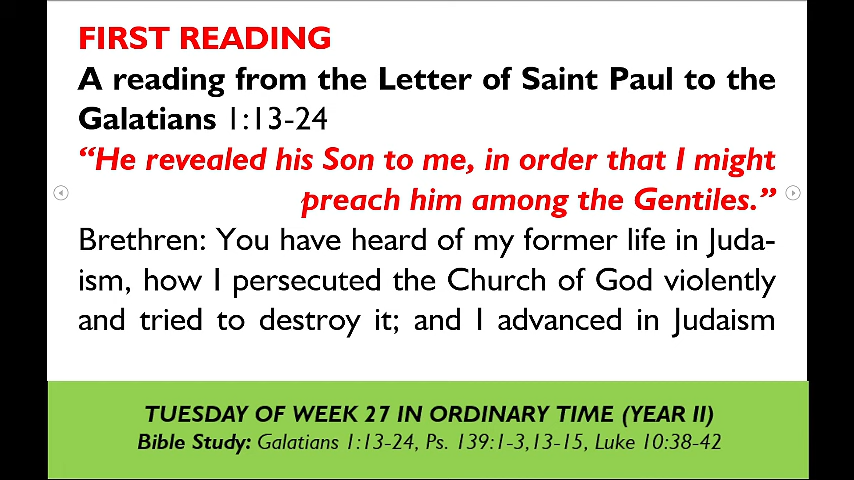 FIRST READING
A reading from the Letter of Saint Paul to the
Galatians 1:13-24
“He revealed his Son to me, in order that I might
preach him among the Gentiles.”
Brethren: You have heard of my former life in Juda-
ism, how I persecuted the Church of God violently
and tried to destroy it; and I advanced in Judaism
TUESDAY OF WEEK 27 IN ORDINARY TIME (YEAR II)
Bible Study: Galatians 1:13-24, Ps. 139:1-3,13-15, Luke 10:38-42